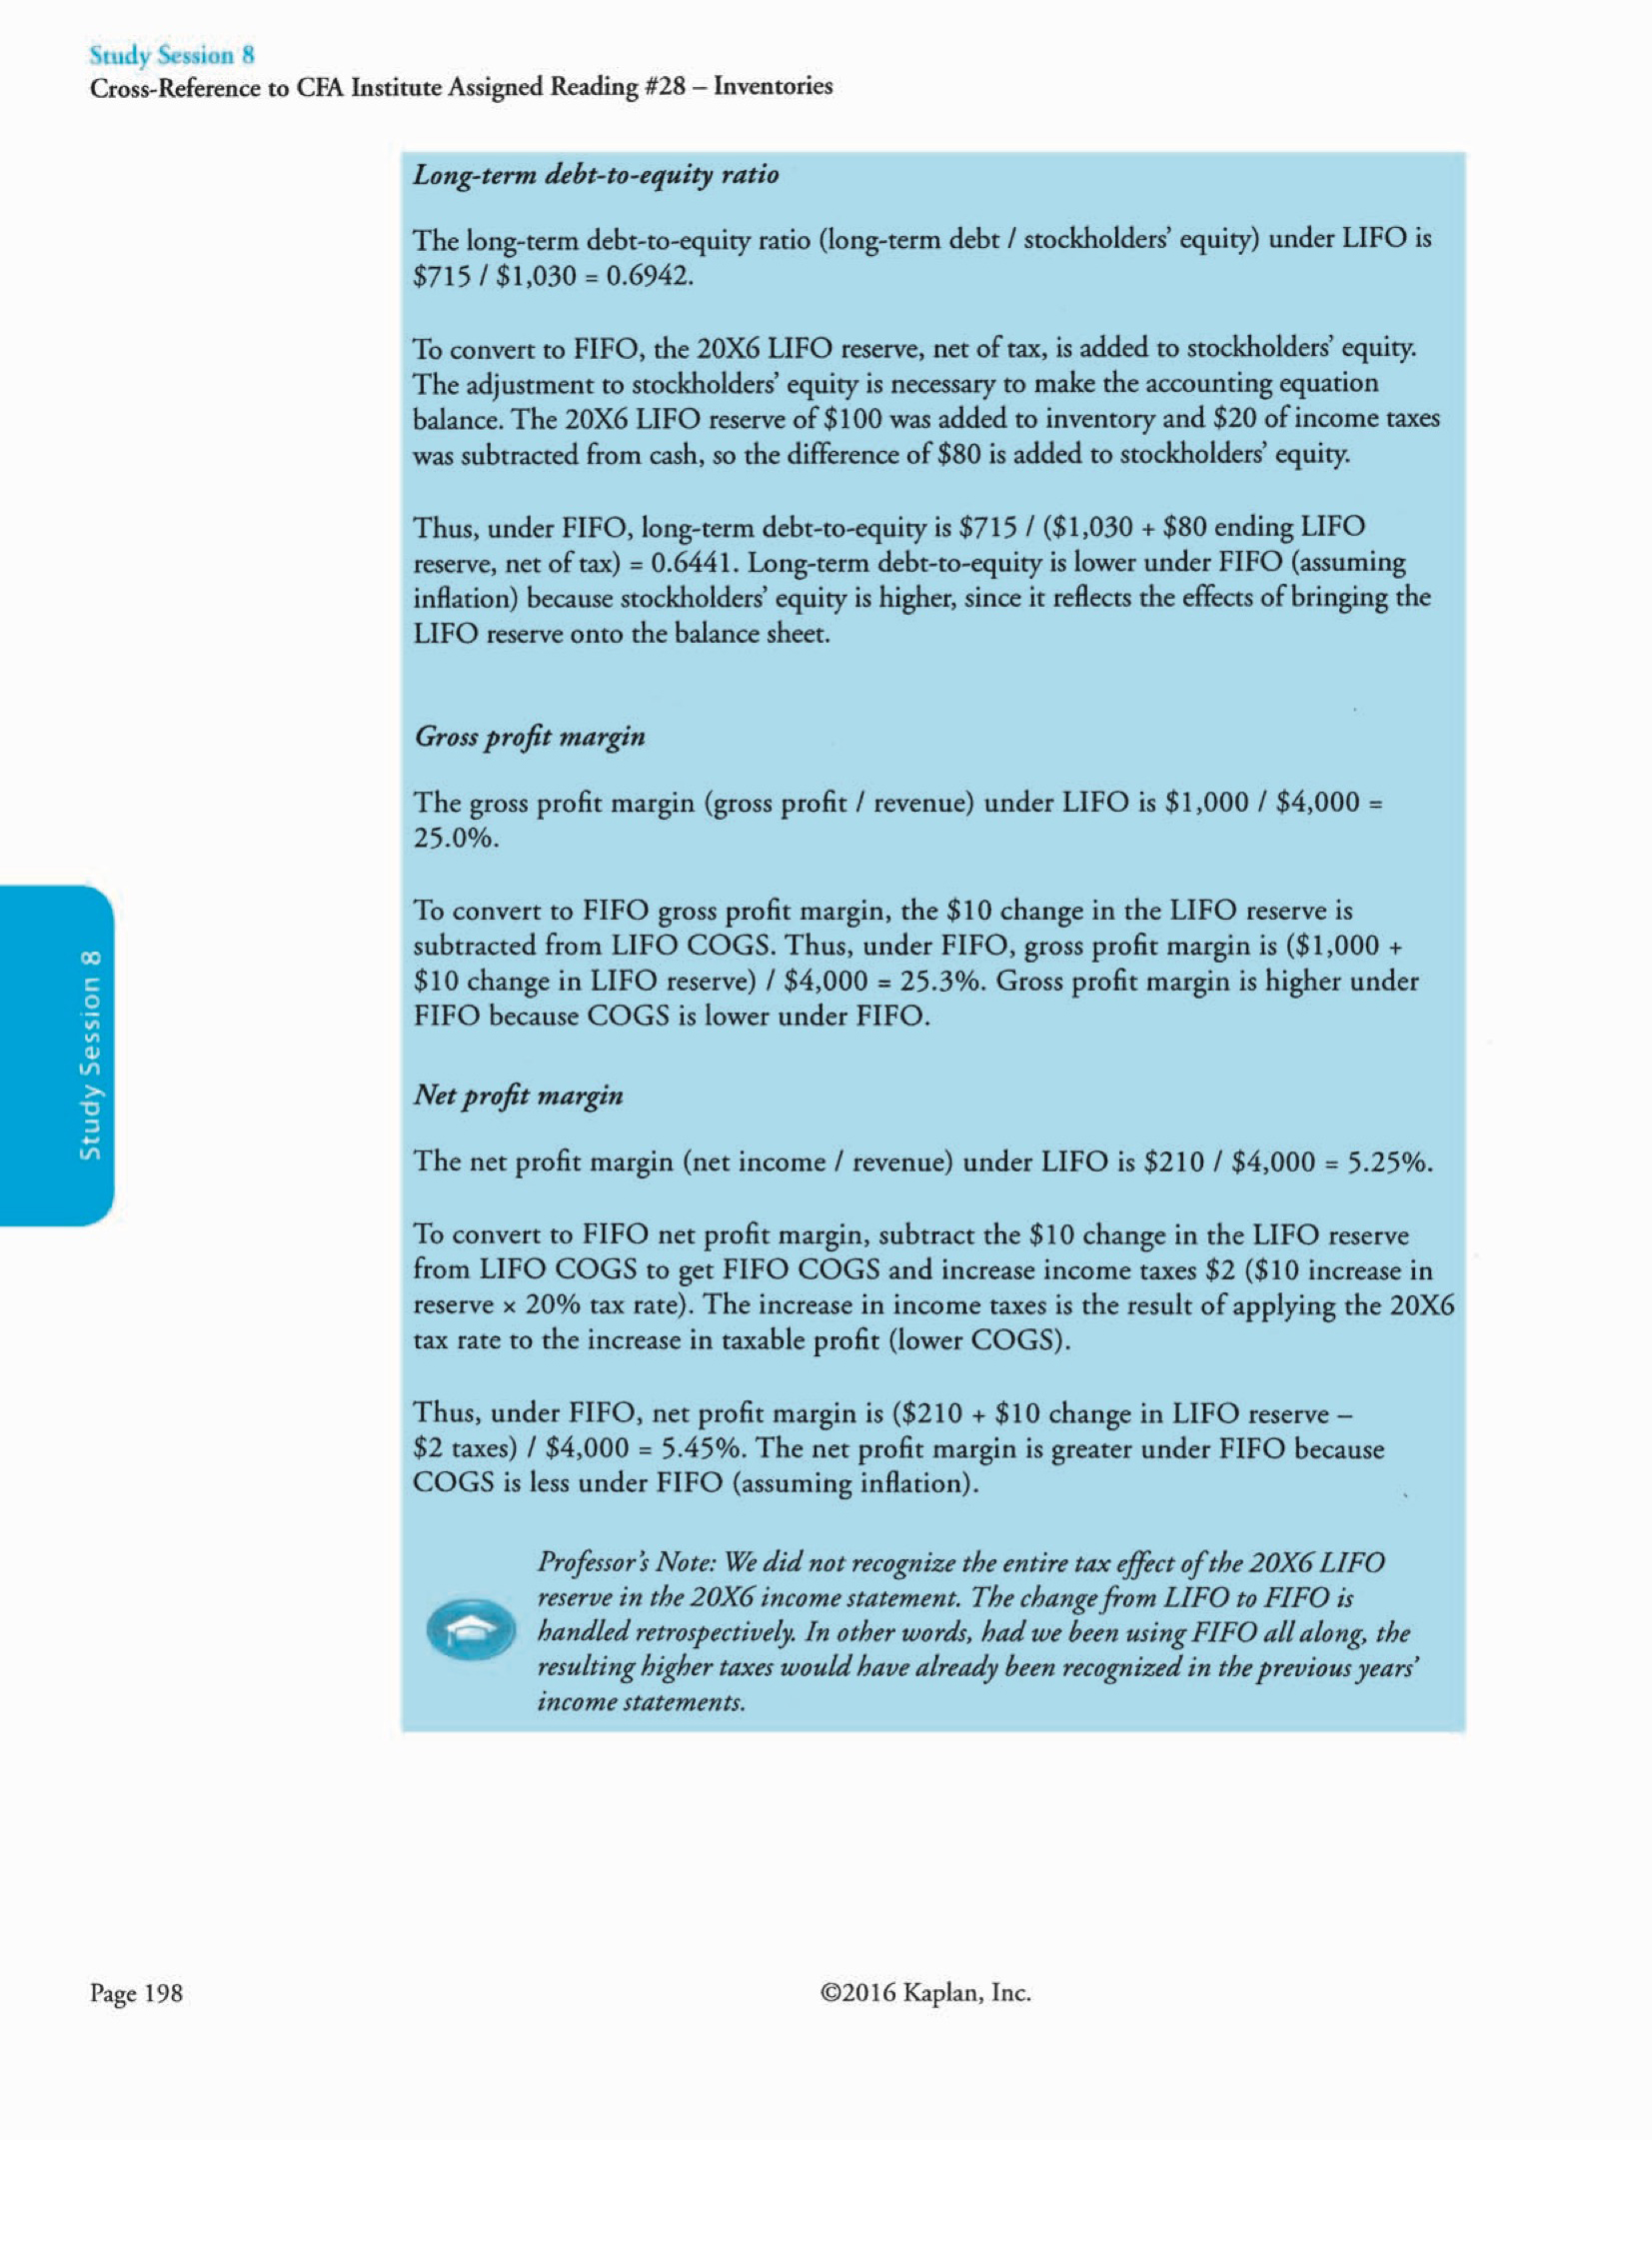 Study Session 8
Cross-Reference to CFA Institute Assigned Reading #28 – Inventories
Long-term debt-to-equity ratio
The long-term debt-to-equity ratio (long-term debt / stockholders’ equity) under LIFO is
$715 / $1,030 = 0.6942.
To convert to FIFO, the 20X6 LIFO reserve, net of tax, is added to stockholders’ equity.
The adjustment to stockholders’ equity is necessary to make the accounting equation
balance. The 20X6 LIFO reserve of $100 was added to inventory and $20 of income taxes
was subtracted from cash, so the difference of $80 is added to stockholders’ equity.
Thus, under FIFO, long-term debt-to-equity is $715 / ($1,030 + $80 ending LIFO
reserve, net of tax) = 0.6441. Long-term debt-to-equity is lower under FIFO (assuming
inflation) because stockholders’ equity is higher, since it reflects the effects of bringing the
LIFO reserve onto the balance sheet.
Gross profit margin
The gross profit margin (gross profit / revenue) under LIFO is $1,000 / $4,000 =
25.0%.
To convert to FIFO gross profit margin, the $10 change in the LIFO reserve is
subtracted from LIFO COGS. Thus, under FIFO, gross profit margin is ($1,000 +
$10 change in LIFO reserve) / $4,000 = 25.3%. Gross profit margin is higher under
FIFO because COGS is lower under FIFO.
Study Session 8
Net profit margin
The net profit margin (net income / revenue) under LIFO is $210 / $4,000 = 5.25%.
To convert to FIFO net profit margin, subtract the $10 change in the LIFO reserve
from LIFO COGS to get FIFO COGS and increase income taxes $2 ($10 increase in
reserve × 20% tax rate). The increase in income taxes is the result of applying the 20X6
tax rate to the increase in taxable profit (lower COGS).
Thus, under FIFO, net profit margin is ($210 + $10 change in LIFO reserve –
$2 taxes) / $4,000 = 5.45%. The net profit margin is greater under FIFO because
COGS is less under FIFO (assuming inflation).
Professor’s Note: We did not recognize the entire tax effect of the 20X6 LIFO
reserve in the 20X6 income statement. The change from LIFO to FIFO is
handled retrospectively. In other words, had we been using FIFO all along, the
resulting higher taxes would have already been recognized in the previous years’
income statements.
Page 198
©2016 Kaplan, Inc.